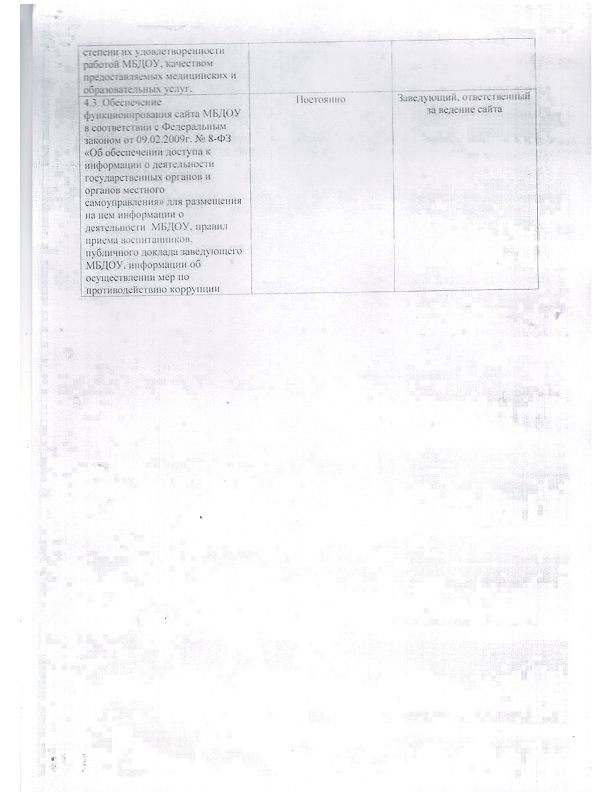 степени их удовлетворенности
работой МБДОУ, качеством
предоставляемых медицинских и
образовательных услуг.
4.3. Обеспечение
функционирования сайта МБДОУ
в соответствии с Федеральным
законом от 09.02.2009г. № 8-ФЗ
«Об обеспечении доступа к
информации о деятельности
государственных органов и
органов местного
самоуправления» для размещения
на нем информации о
деятельности МБДОУ, правил
приема воспитанников,
публичного доклада заведующего
МБДОУ, информации об
осуществлении мер по
противодействию коррупции
Постоянно
Заведующий, ответственный
за ведение сайта